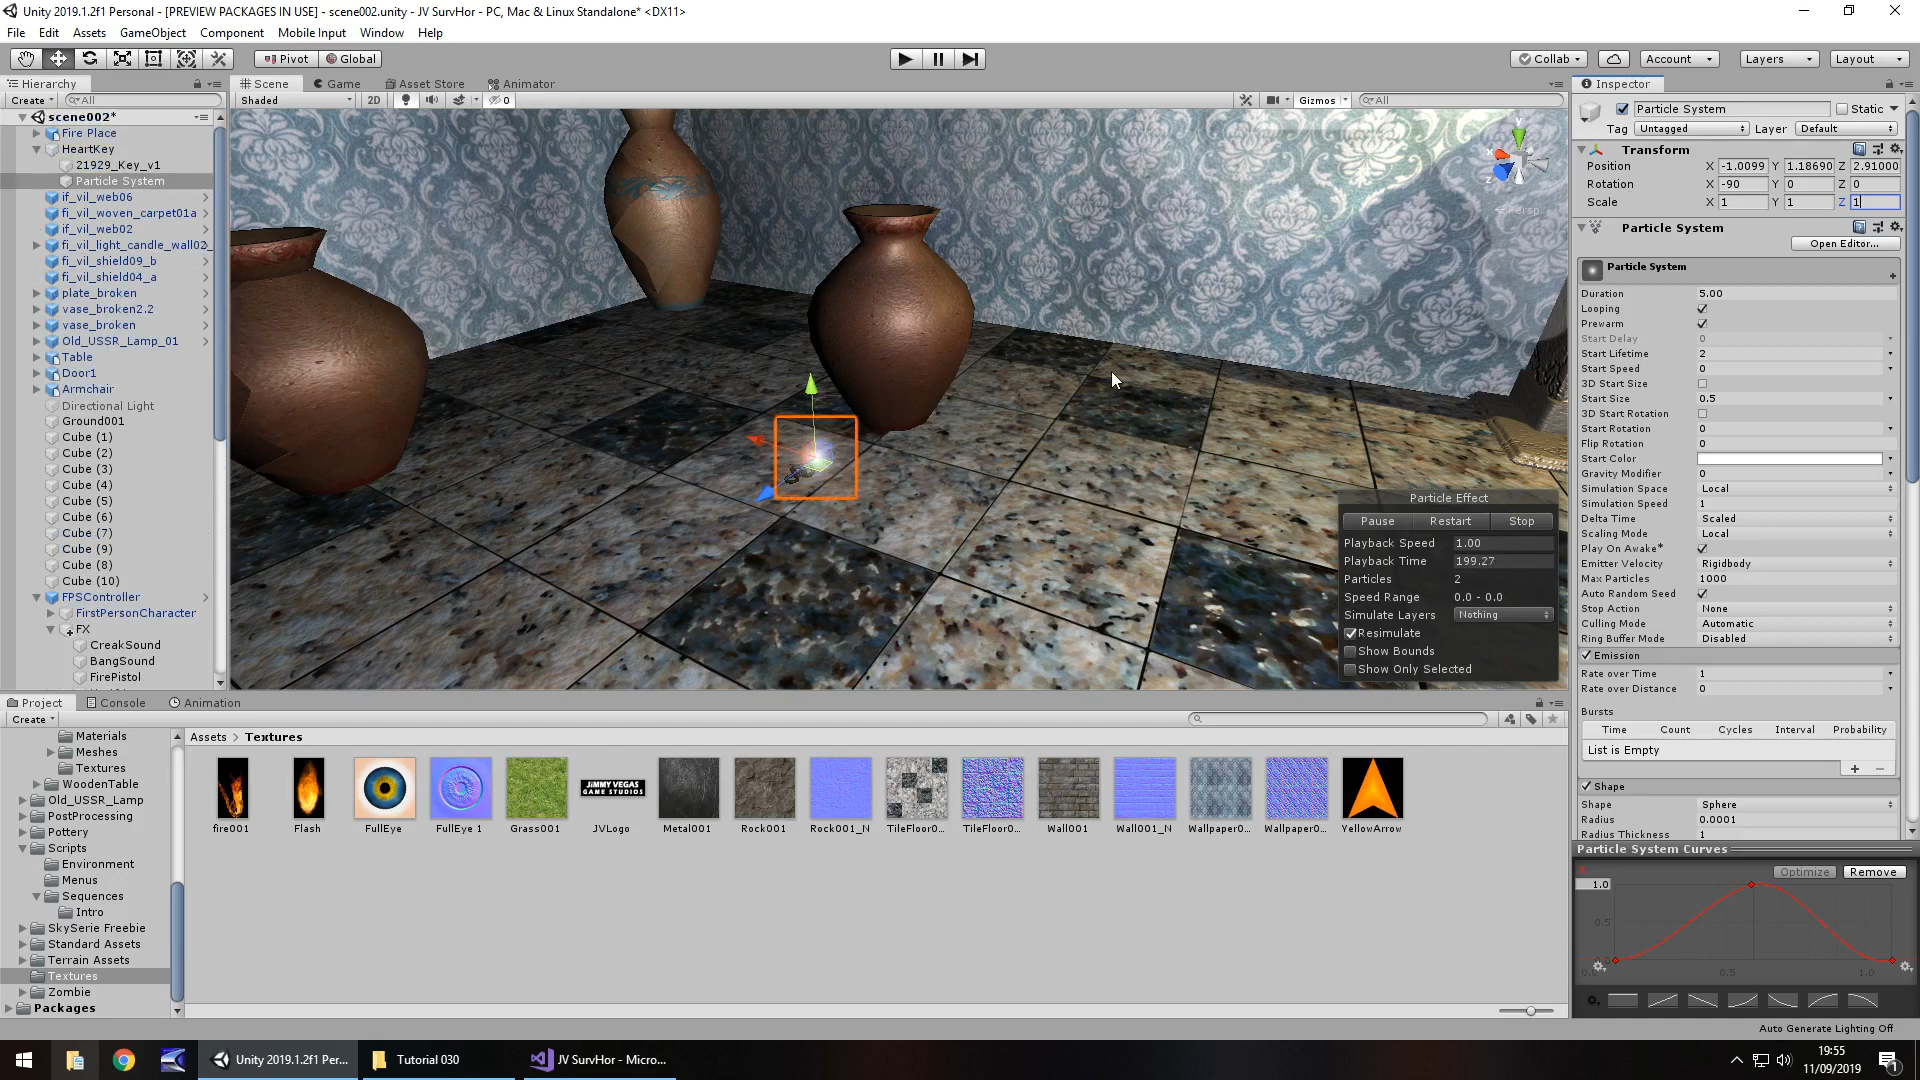 Unity 2019.1.2f1 Personal - [PREVIEW PACKAGES IN USE] - scene002.unity - JV SurvHor - PC, Mac & Linux Standalone* <DX11>
File Edit Assets GameObject Component Mobile Input Window Help
Pivot Global Collab Account Layers Layout
Hierarchy
Create All
scene002*
Fire Place
HeartKey
21929_Key_v1
Particle System
if_vil_web06
fi_vil_woven_carpet01a
if_vil_web02
fi_vil_light_candle_wall02_
fi_vil_shield09_b
fi_vil_shield04_a
plate_broken
vase_broken2.2
vase_broken
Old_USSR_Lamp_01
Table
Door1
Armchair
Directional Light
Ground001
Cube (1)
Cube (2)
Cube (3)
Cube (4)
Cube (5)
Cube (6)
Cube (7)
Cube (9)
Cube (8)
Cube (10)
FPSController
FirstPersonCharacter
FX
CreakSound
BangSound
FirePistol
Scene Game Asset Store Animator
Shaded 2D 0 Gizmos All
y
x
z
Persp
Particle Effect
Pause Restart Stop
Playback Speed 1.00
Playback Time 199.27
Particles 2
Speed Range 0.0 - 0.0
Simulate Layers Nothing
Resimulate
Show Bounds
Show Only Selected
Inspector
Particle System Static
Tag Untagged Layer Default
Transform
Position X -1.0099 Y 1.18690 Z 2.91000
Rotation X -90 Y 0 Z 0
Scale X 1 Y 1 Z 1
Particle System
Open Editor...
Particle System
Duration 5.00
Looping
Prewarm
Start Delay 0
Start Lifetime 2
Start Speed 0
3D Start Size
Start Size 0.5
3D Start Rotation
Start Rotation 0
Flip Rotation 0
Start Color
Gravity Modifier 0
Simulation Space Local
Simulation Speed 1
Delta Time Scaled
Scaling Mode Local
Play On Awake*
Emitter Velocity Rigidbody
Max Particles 1000
Auto Random Seed
Stop Action None
Culling Mode Automatic
Ring Buffer Mode Disabled
Emission
Rate over Time 1
Rate over Distance 0
Bursts
Time Count Cycles Interval Probability
List is Empty
Shape
Shape Sphere
Radius 0.0001
Radius Thickness 1
Particle System Curves
Optimize Remove
1.0
0.5
0.0 0.5 1.0
Project Console Animation
Create
Materials
Meshes
Textures
WoodenTable
Old_USSR_Lamp
PostProcessing
Pottery
Scripts
Environment
Menus
Sequences
Intro
SkySerie Freebie
Standard Assets
Terrain Assets
Textures
Zombie
Packages
Assets > Textures
JIMMY VEGAS
GAME STUDIOS
fire001 Flash FullEye FullEye 1 Grass001 JVLogo Metal001 Rock001 Rock001_N TileFloor0... TileFloor0... Wall001 Wall001_N Wallpaper0... Wallpaper0... YellowArrow
Auto Generate Lighting Off
Unity 2019.1.2f1 Per... Tutorial 030 JV SurvHor - Micro...
19:55
11/09/2019
1